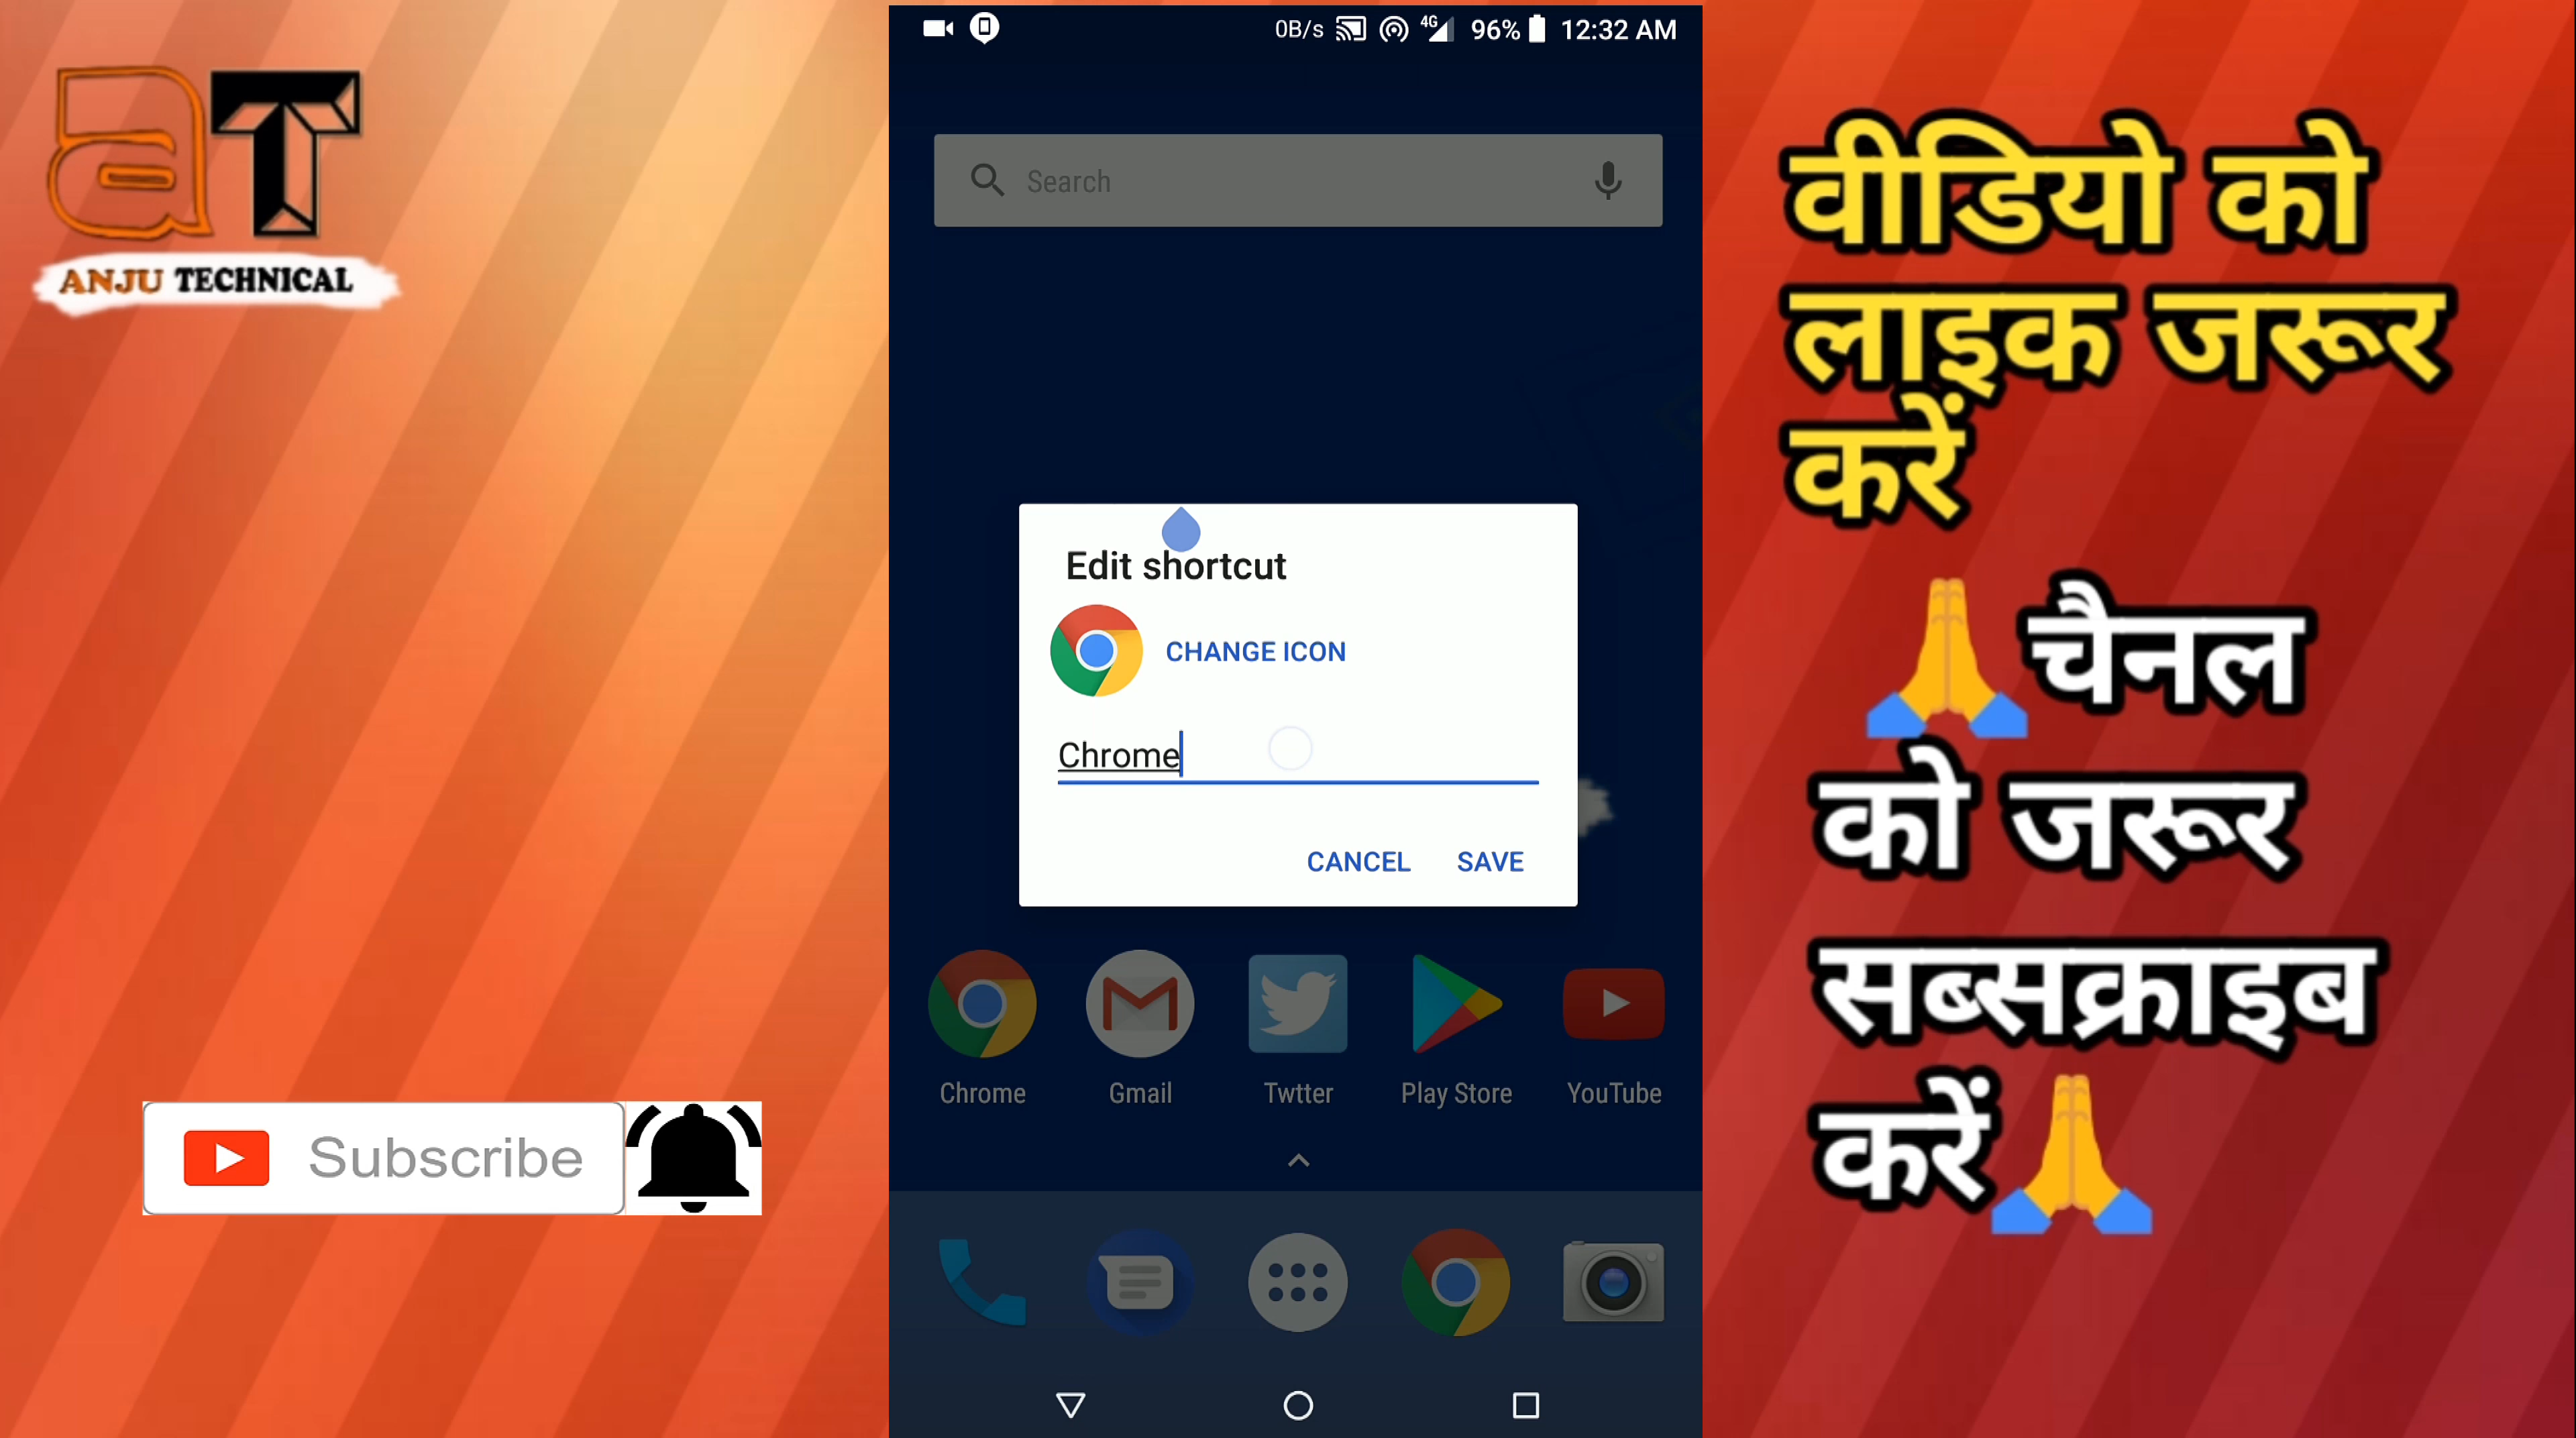 aT
ANJU TECHNICAL
Subscribe
0B/s 4G 96% 12:32 AM
Search
Edit shortcut
CHANGE ICON
Chrome
CANCEL SAVE
Chrome Gmail Twtter Play Store YouTube
वीडियो को
लाइक जरूर
करें
🙏चैनल
को जरूर
सब्सक्राइब
करें🙏